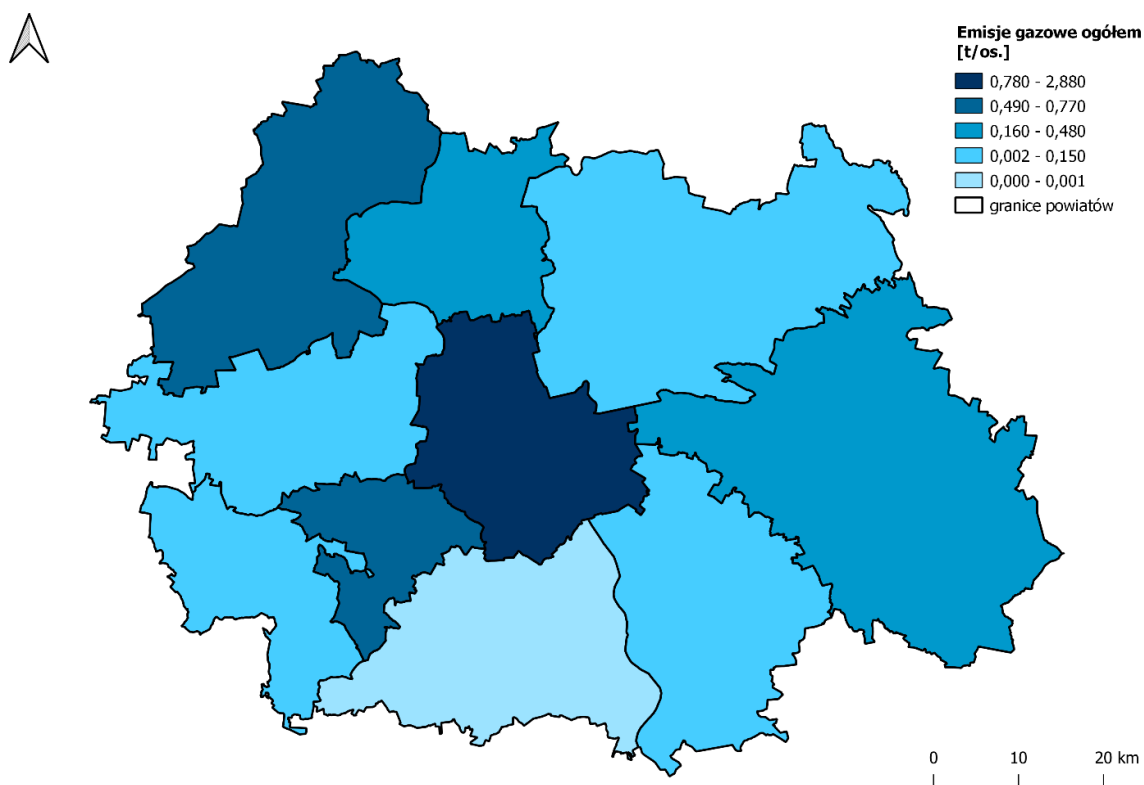 Emisje gazowe ogółem
[t/os.]
0,780 - 2,880
0,490 - 0,770
0,160 - 0,480
0,002 - 0,150
0,000 - 0,001
granice powiatów
0 10 20 km